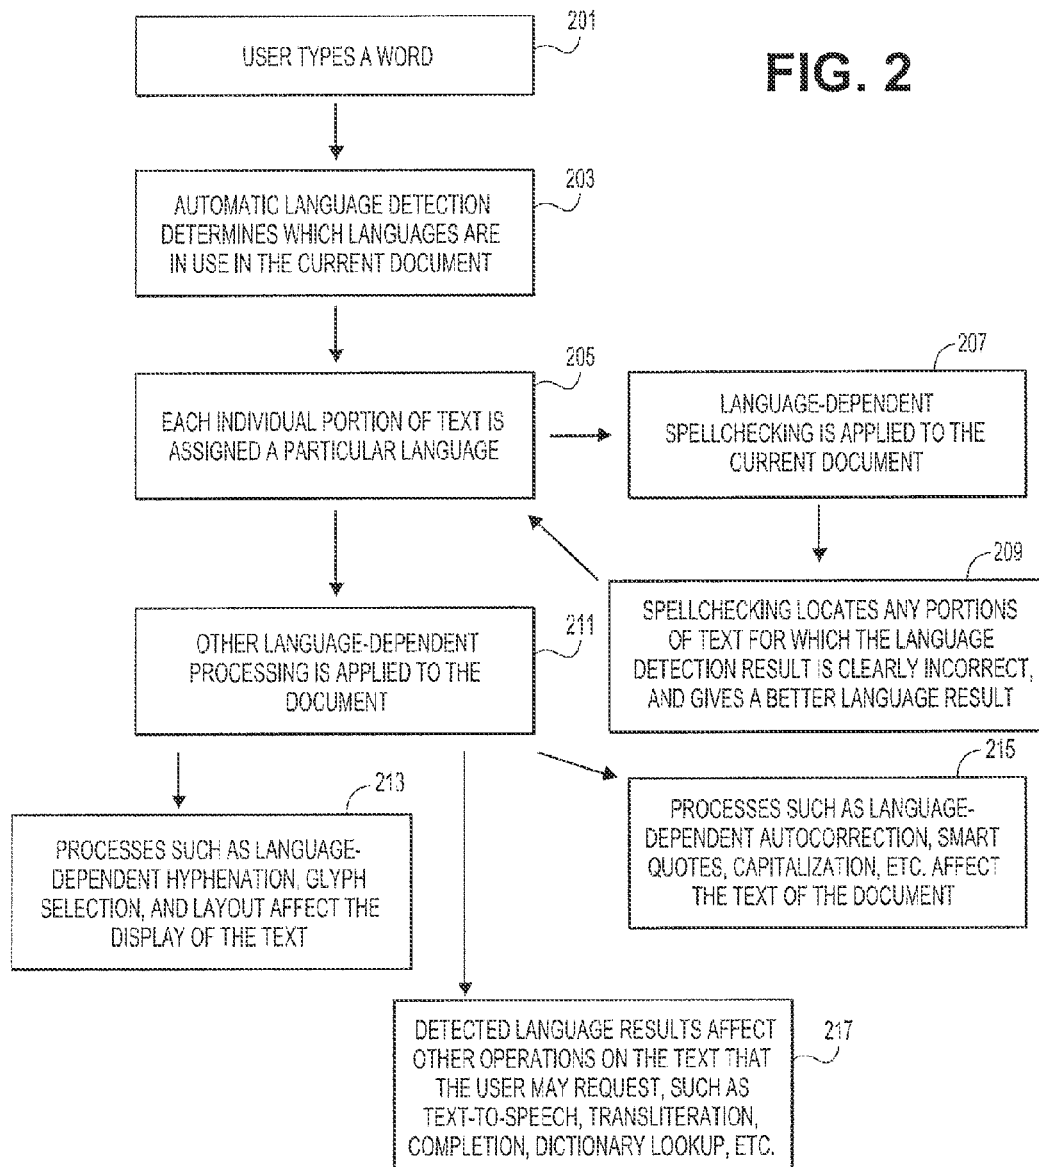 FIG. 2
201
USER TYPES A WORD
203
AUTOMATIC LANGUAGE DETECTION
DETERMINES WHICH LANGUAGES ARE
IN USE IN THE CURRENT DOCUMENT
205
EACH INDIVIDUAL PORTION OF TEXT IS
ASSIGNED A PARTICULAR LANGUAGE
207
LANGUAGE-DEPENDENT
SPELLCHECKING IS APPLIED TO THE
CURRENT DOCUMENT
209
SPELLCHECKING LOCATES ANY PORTIONS
OF TEXT FOR WHICH THE LANGUAGE
DETECTION RESULT IS CLEARLY INCORRECT,
AND GIVES A BETTER LANGUAGE RESULT
211
OTHER LANGUAGE-DEPENDENT
PROCESSING IS APPLIED TO THE
DOCUMENT
213
PROCESSES SUCH AS LANGUAGE-
DEPENDENT HYPHENATION, GLYPH
SELECTION, AND LAYOUT AFFECT THE
DISPLAY OF THE TEXT
215
PROCESSES SUCH AS LANGUAGE-
DEPENDENT AUTOCORRECTION, SMART
QUOTES, CAPITALIZATION, ETC. AFFECT
THE TEXT OF THE DOCUMENT
217
DETECTED LANGUAGE RESULTS AFFECT
OTHER OPERATIONS ON THE TEXT THAT
THE USER MAY REQUEST, SUCH AS
TEXT-TO-SPEECH, TRANSLITERATION,
COMPLETION, DICTIONARY LOOKUP, ETC.